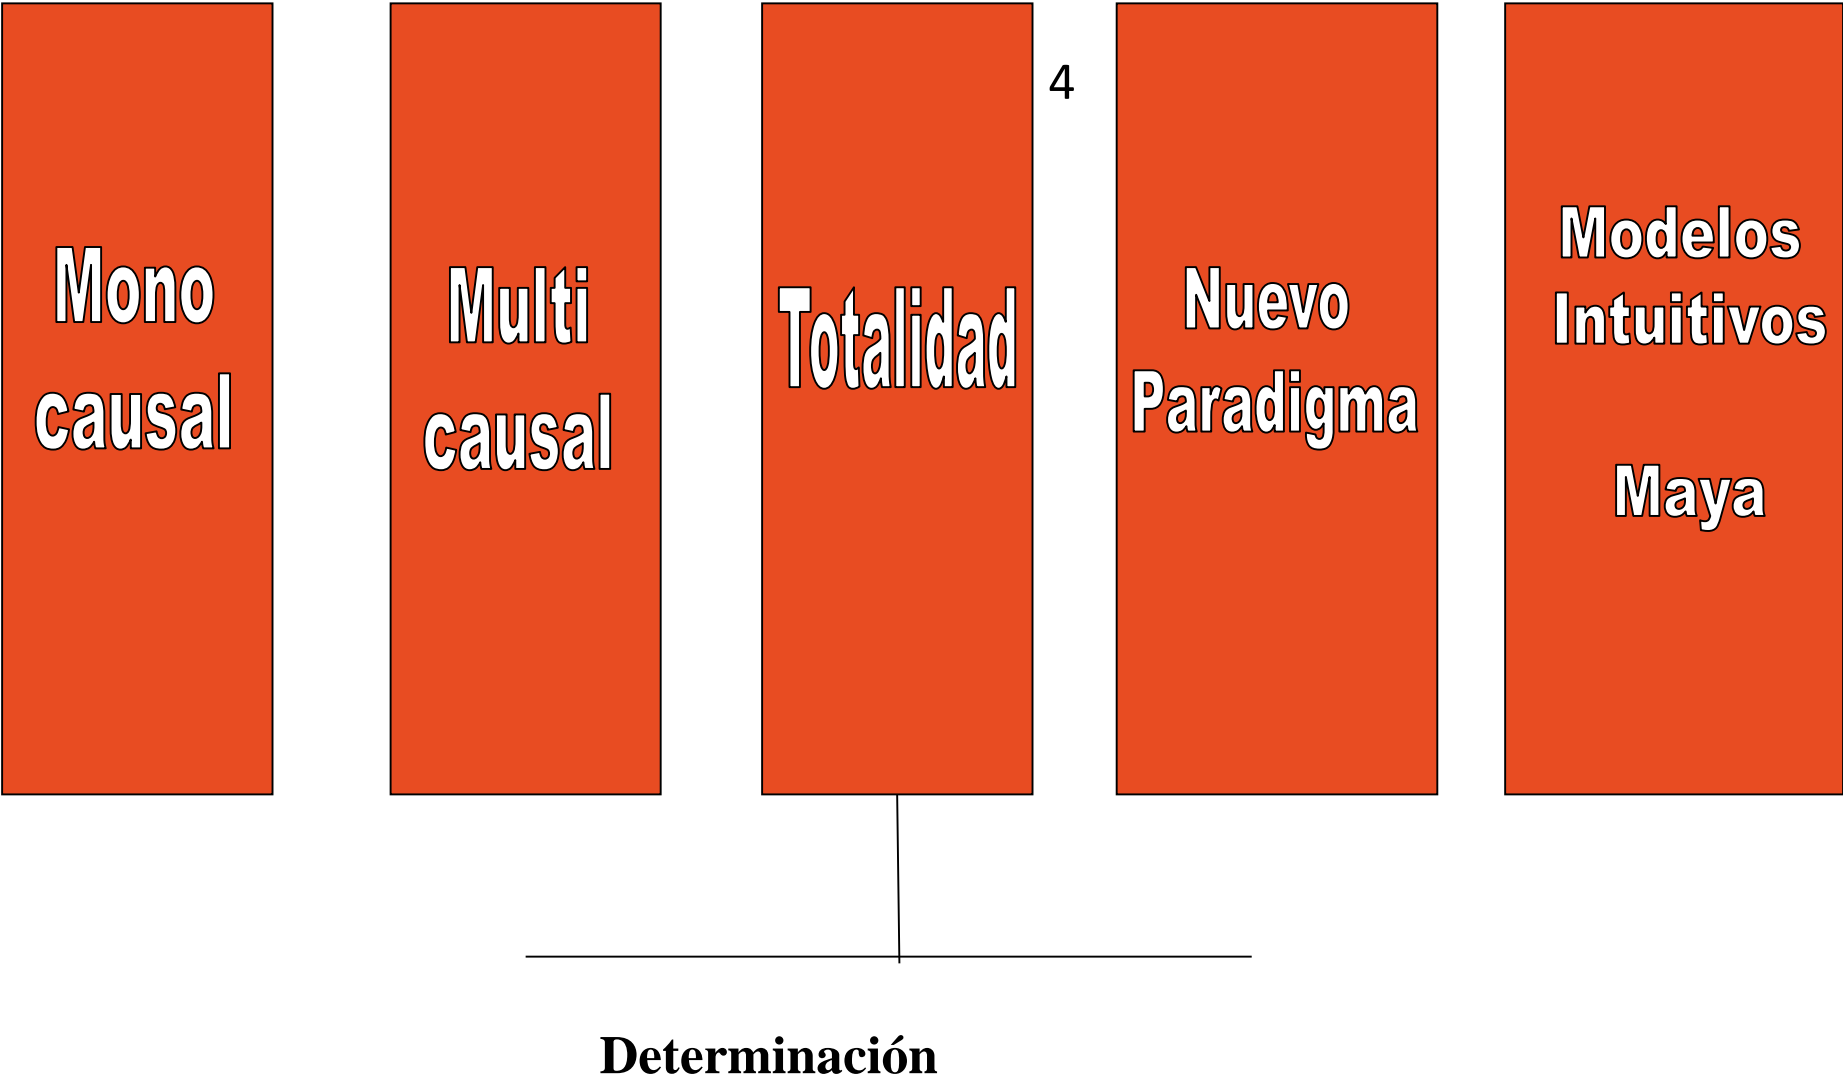 Mono
causal
Multi
causal
Totalidad
4
Nuevo
Paradigma
Modelos
Intuitivos
Maya
Determinación